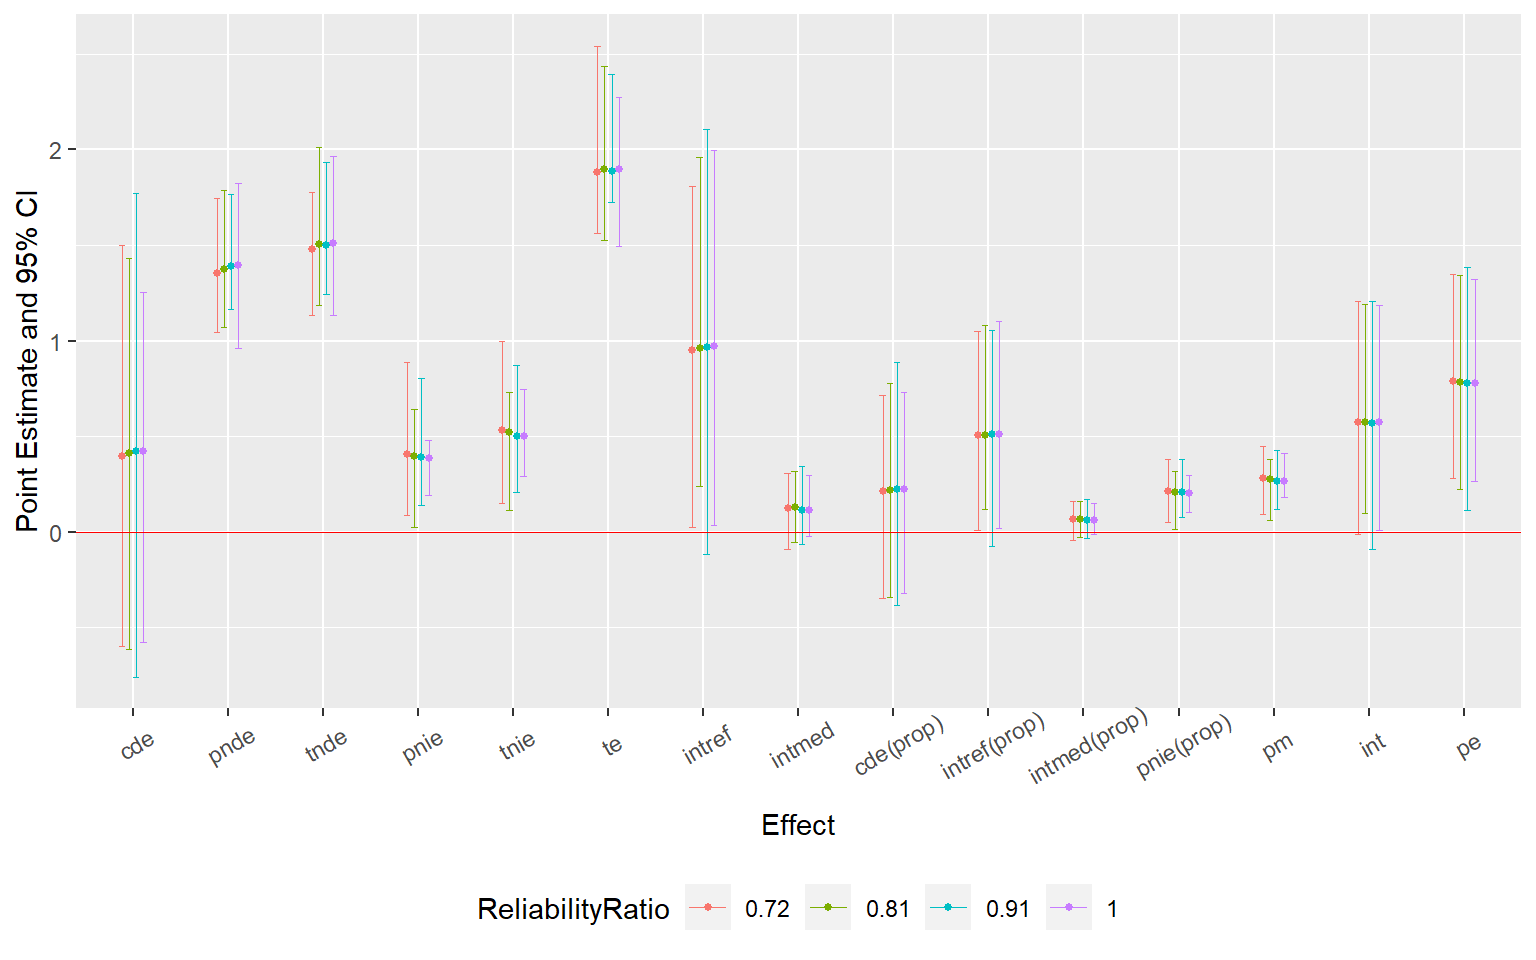 Point Estimate and 95% CI
2
1
0
cde pnde tnde pnie tnie te intref intmed cde(prop) intref(prop) intmed(prop) pnie(prop) pm int pe
Effect
ReliabilityRatio 0.72 0.81 0.91 1